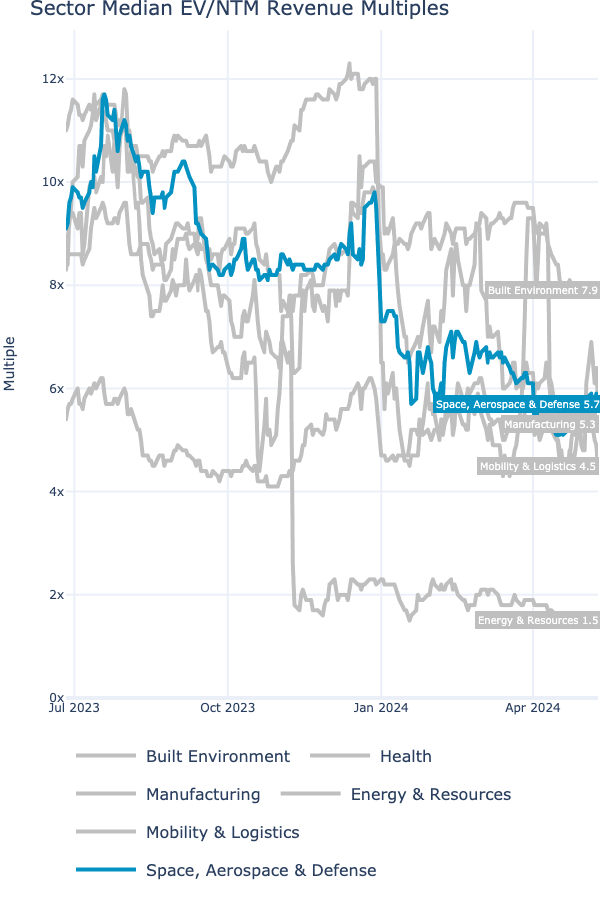 Sector Median EV/NTM Revenue Multiples
12x
10x
8x
6x
4x
2x
0x
Multiple
Built Environment 7.9
Space, Aerospace & Defense 5.7
Manufacturing 5.3
Mobility & Logistics 4.5
Energy & Resources 1.5
Jul 2023
Oct 2023
Jan 2024
Apr 2024
Built Environment
Health
Manufacturing
Energy & Resources
Mobility & Logistics
Space, Aerospace & Defense